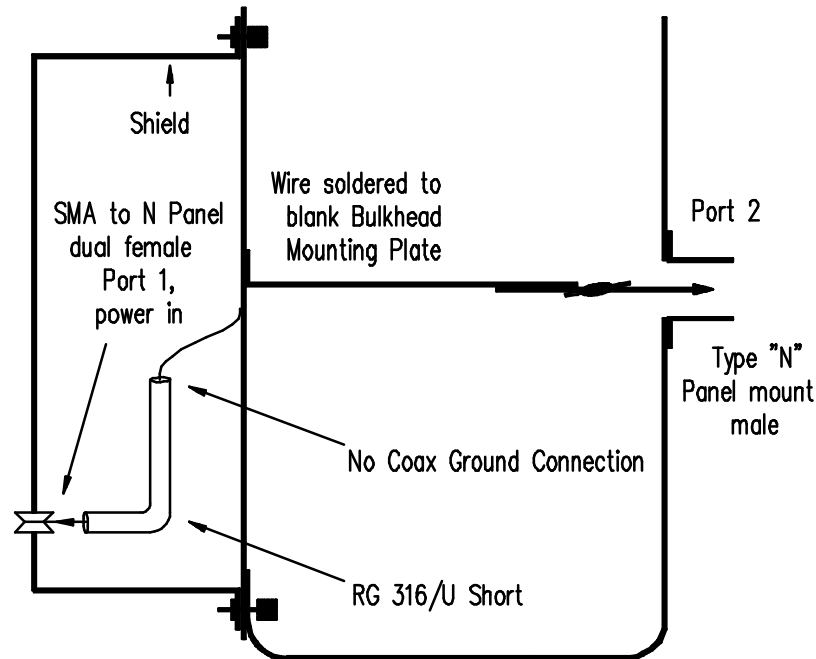 Shield
Wire soldered to
blank Bulkhead
Mounting Plate
SMA to N Panel
dual female
Port 1,
power in
Port 2
Type "N"
Panel mount
male
No Coax Ground Connection
RG 316/U Short